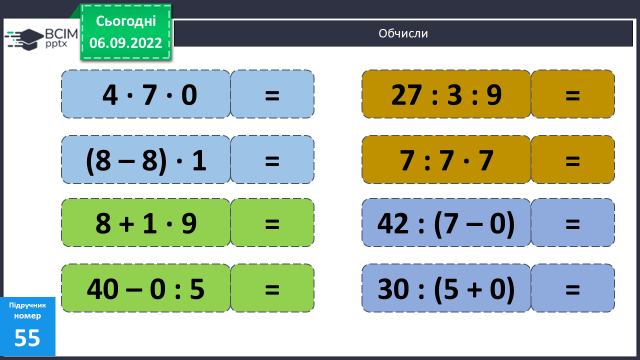 ВСІМ
pptx
Сьогодні
06.09.2022
Обчисли
4 · 7 · 0 =
(8 – 8) · 1 =
8 + 1 · 9 =
40 – 0 : 5 =
27 : 3 : 9 =
7 : 7 · 7 =
42 : (7 – 0) =
30 : (5 + 0) =
Підручник
номер
55